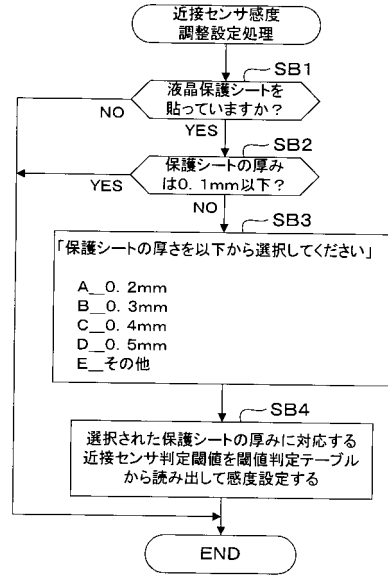 近接センサ感度
調整設定処理
SB1
液晶保護シートを
貼っていますか？
NO
YES
SB2
保護シートの厚み
は0．1mm以下？
YES
NO
SB3
「保護シートの厚さを以下から選択してください」
A__0．2mm
B__0．3mm
C__0．4mm
D__0．5mm
E__その他
SB4
選択された保護シートの厚みに対応する
近接センサ判定閾値を閾値判定テーブル
から読み出して感度設定する
END